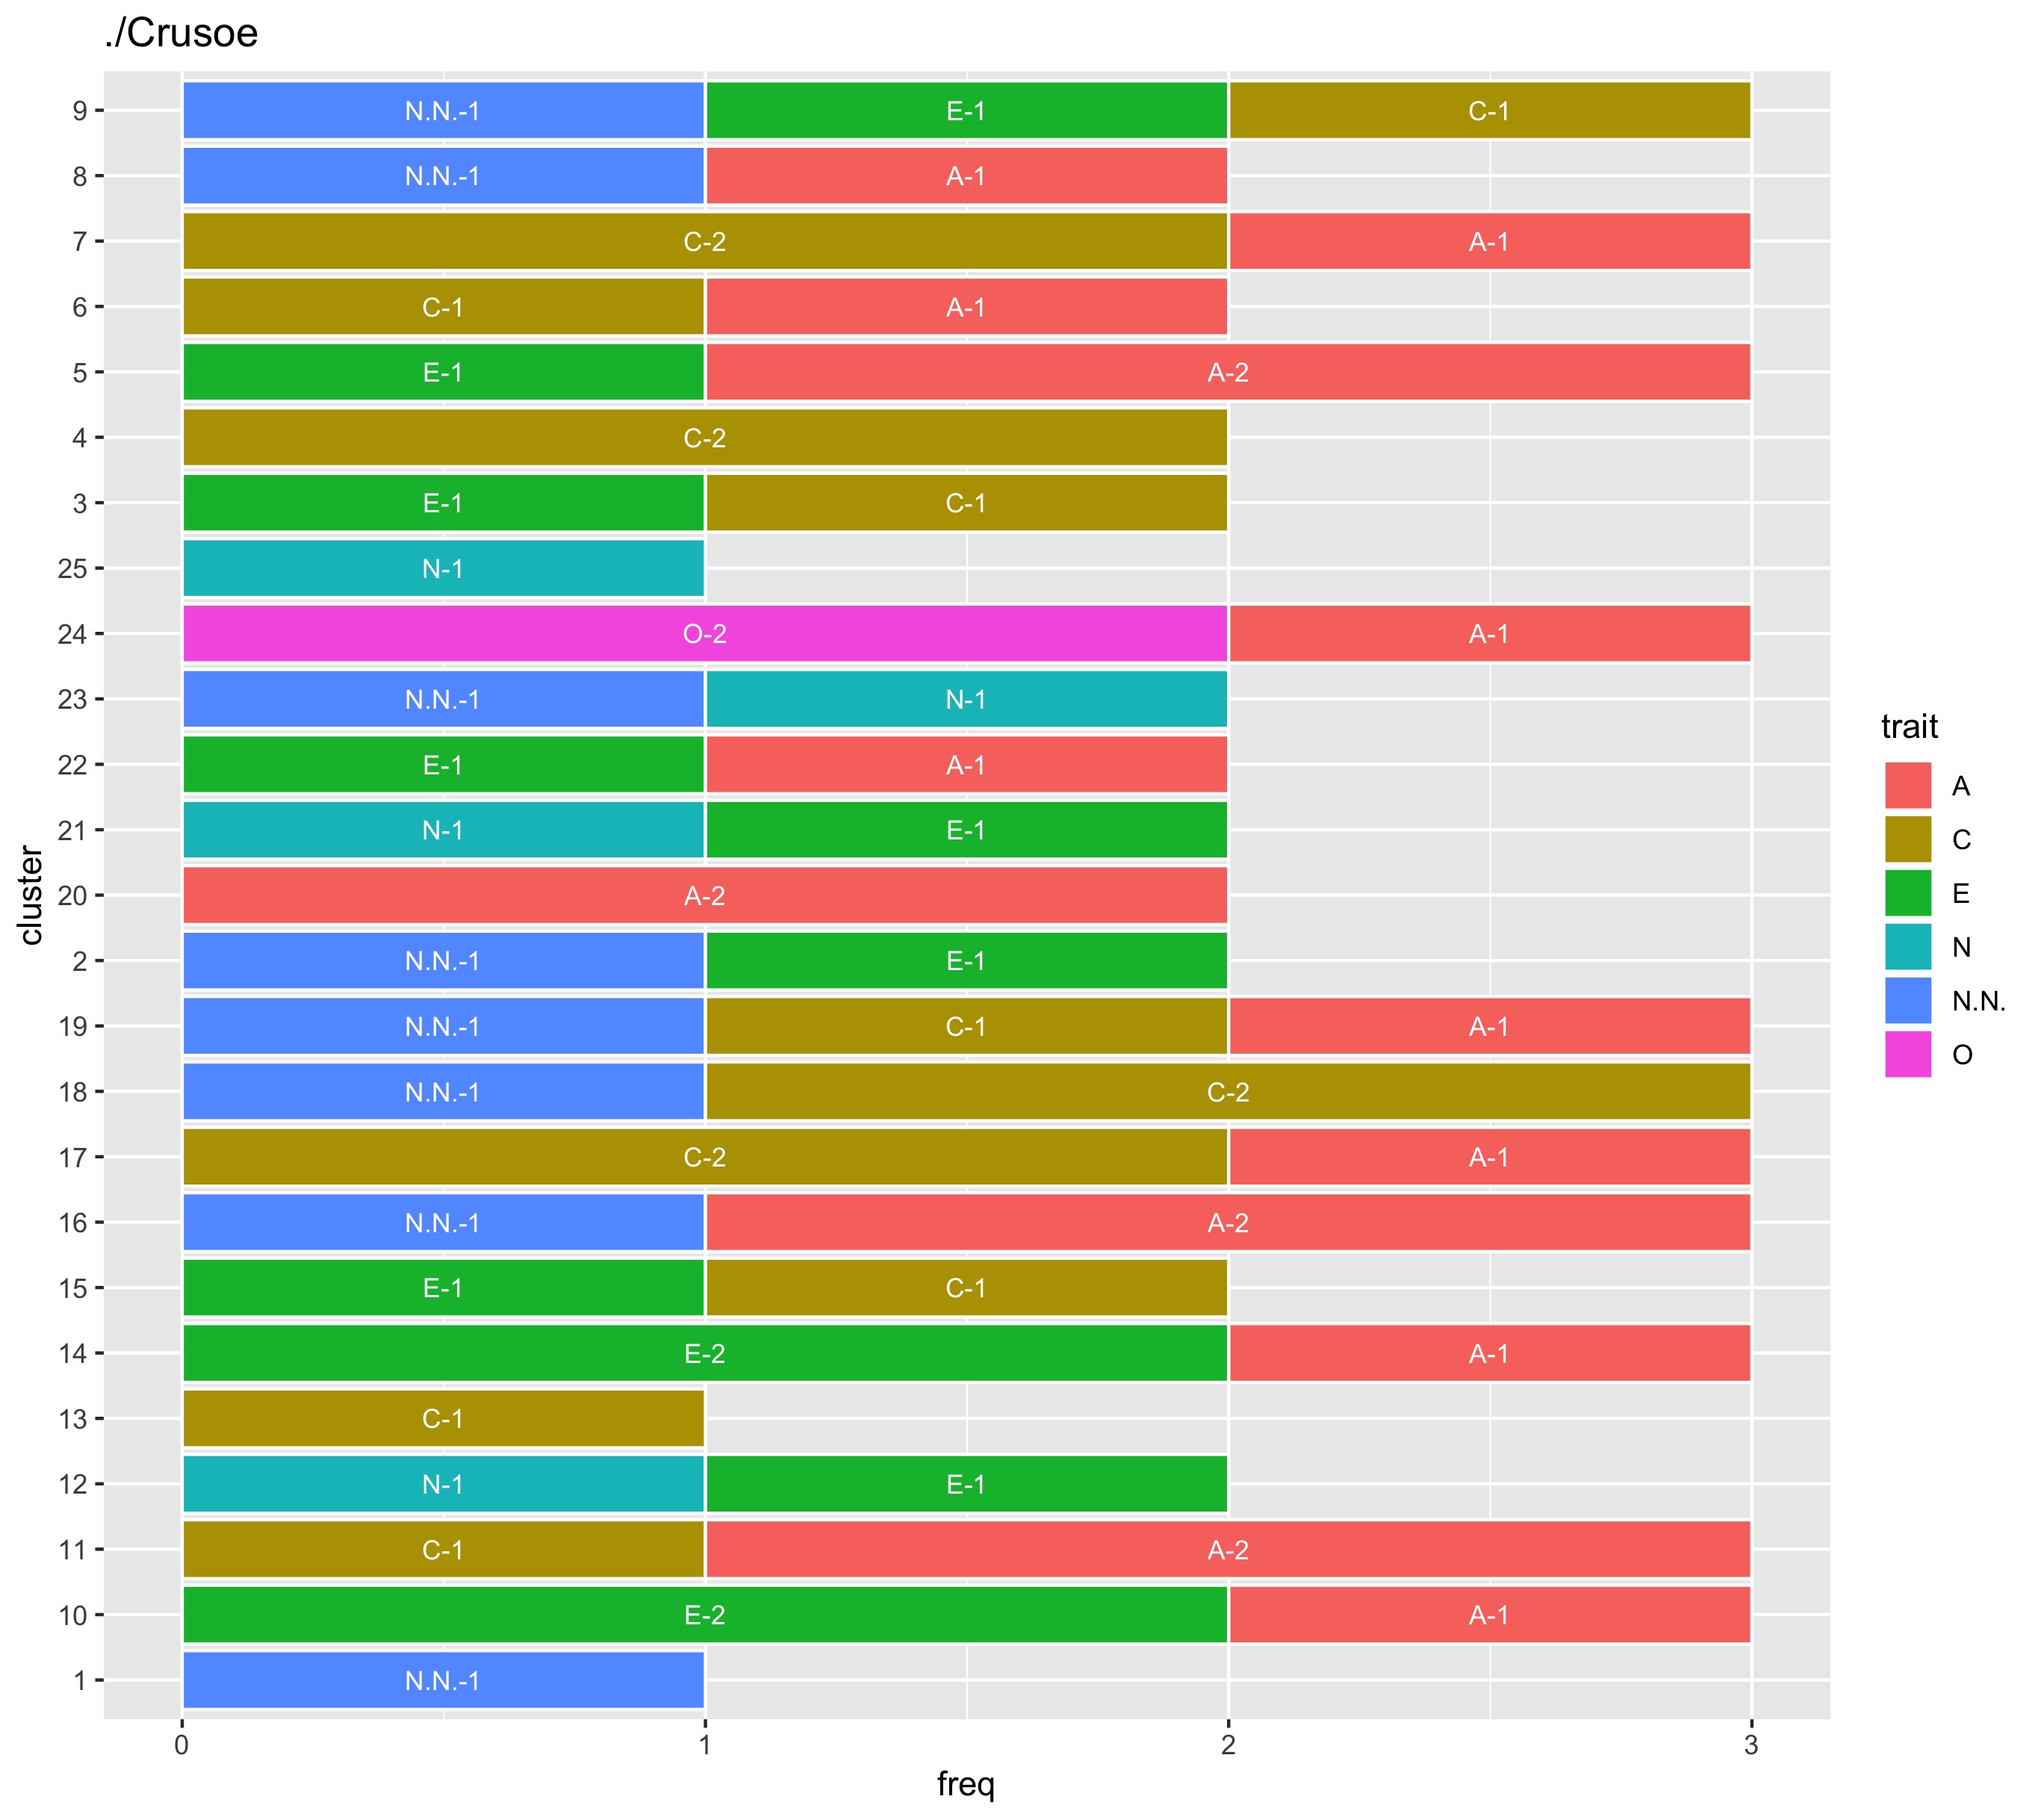 ./Crusoe
9 N.N.-1 E-1 C-1
8 N.N.-1 A-1
7 C-2 A-1
6 C-1 A-1
5 E-1 A-2
4 C-2
3 E-1 C-1
25 N-1
24 O-2 A-1
23 N.N.-1 N-1
22 E-1 A-1
21 N-1 E-1
20 A-2
2 N.N.-1 E-1
19 N.N.-1 C-1 A-1
18 N.N.-1 C-2
17 C-2 A-1
16 N.N.-1 A-2
15 E-1 C-1
14 E-2 A-1
13 C-1
12 N-1 E-1
11 C-1 A-2
10 E-2 A-1
1 N.N.-1
0 1 2 3
freq
cluster
trait
A
C
E
N
N.N.
O